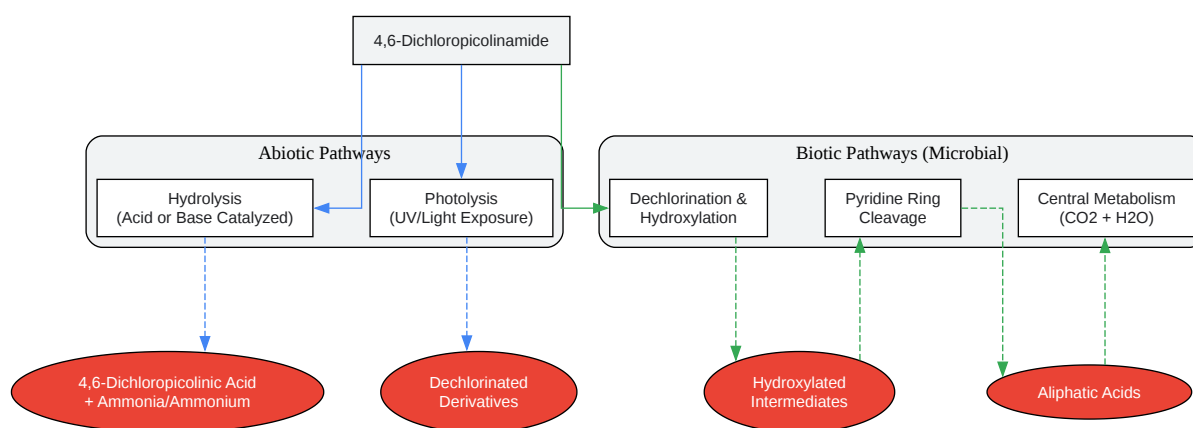 4,6-Dichloropicolinamide
Abiotic Pathways
Biotic Pathways (Microbial)
Hydrolysis
(Acid or Base Catalyzed)
Photolysis
(UV/Light Exposure)
Dechlorination &
Hydroxylation
Pyridine Ring
Cleavage
Central Metabolism
(CO2 + H2O)
4,6-Dichloropicolinic Acid
+ Ammonia/Ammonium
Dechlorinated
Derivatives
Hydroxylated
Intermediates
Aliphatic Acids